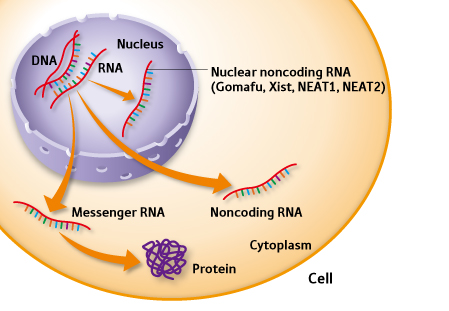 Nucleus
DNA
RNA
Nuclear noncoding RNA
(Gomafu, Xist, NEAT1, NEAT2)
Messenger RNA
Noncoding RNA
Cytoplasm
Protein
Cell